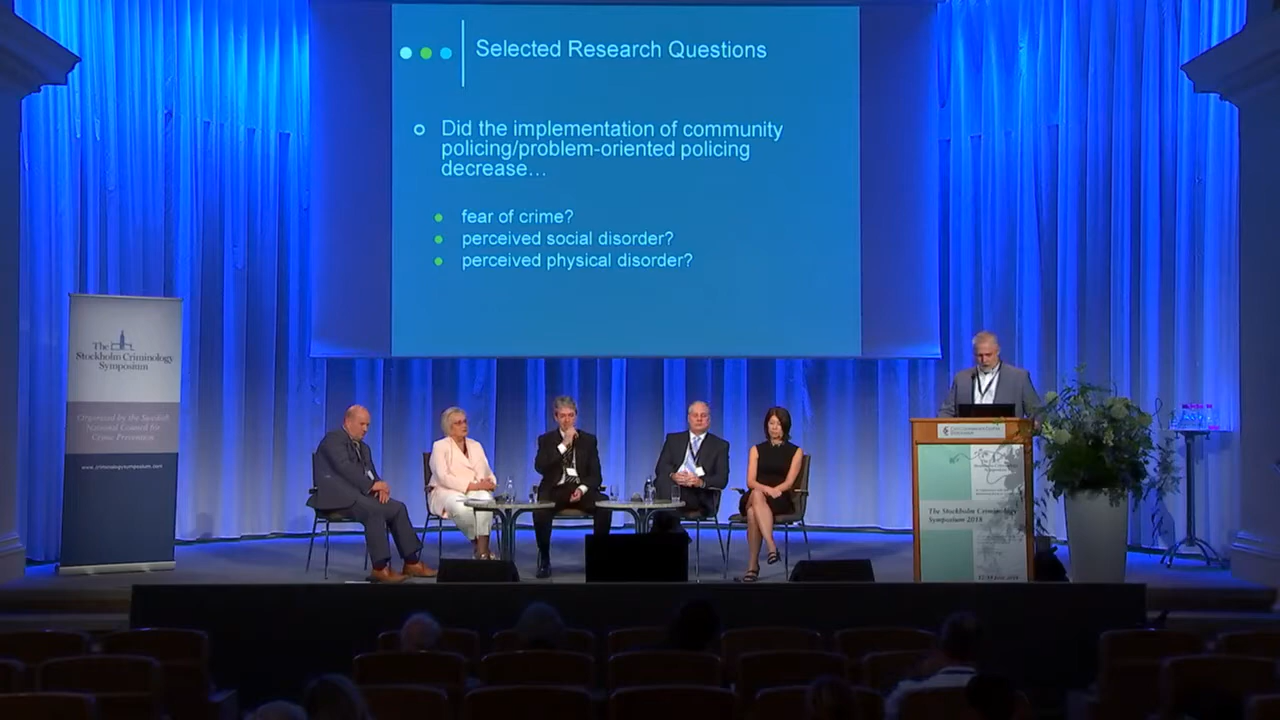 Selected Research Questions
Did the implementation of community
policing/problem-oriented policing
decrease…
fear of crime?
perceived social disorder?
perceived physical disorder?
The
Stockholm Criminology
Symposium
Organized by the Swedish
National Council for
Crime Prevention
www.criminologysymposium.com
The Stockholm Criminology
Symposium 2018